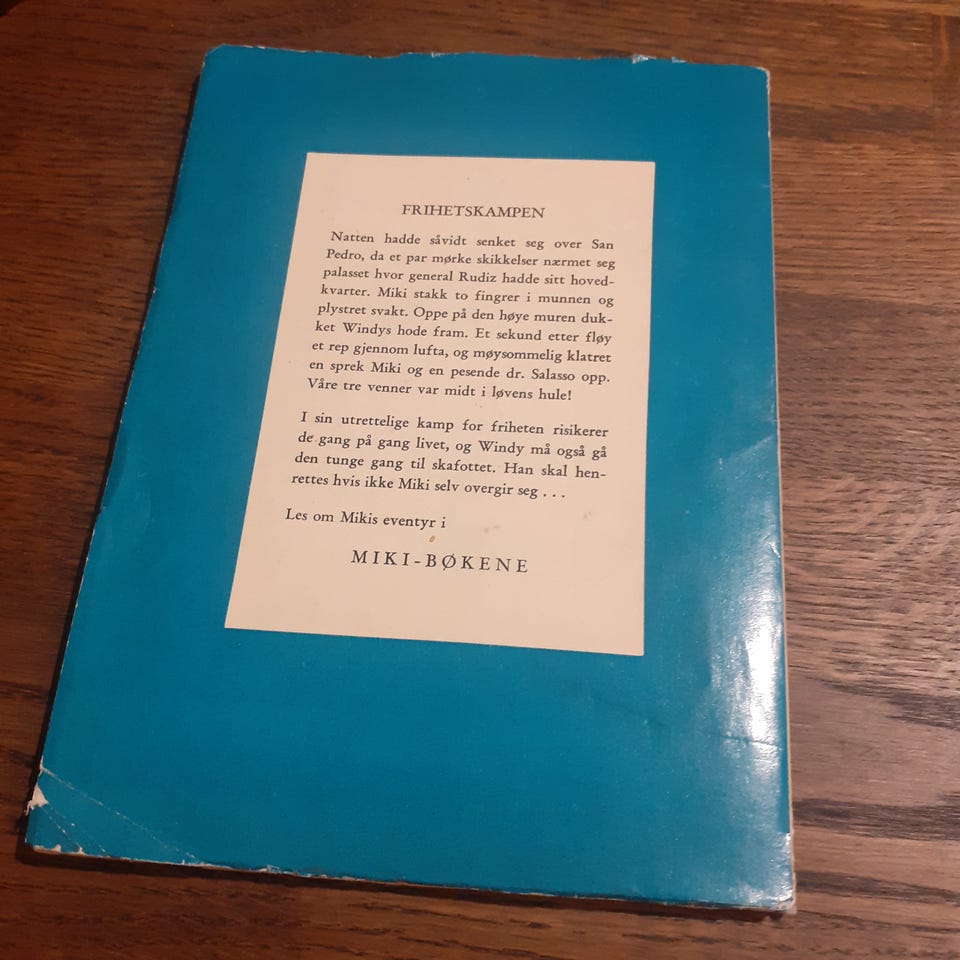 FRIHETSKAMPEN
Natten hadde såvidt senket seg over San
Pedro, da et par mørke skikkelser nærmet seg
palasset hvor general Rudiz hadde sitt hoved-
kvarter. Miki stakk to fingrer i munnen og
plystret svakt. Oppe på den høye muren duk-
ket Windys hode fram. Et sekund etter fløy
et rep gjennom lufta, og møysommelig klatret
en sprek Miki og en pesende dr. Salasso opp.
Våre tre venner var midt i løvens hule!
I sin utrettelige kamp for friheten risikerer
de gang på gang livet, og Windy må også gå
den tunge gang til skafottet. Han skal hen-
rettes hvis ikke Miki selv overgir seg . . .
Les om Mikis eventyr i
MIKI-BØKENE